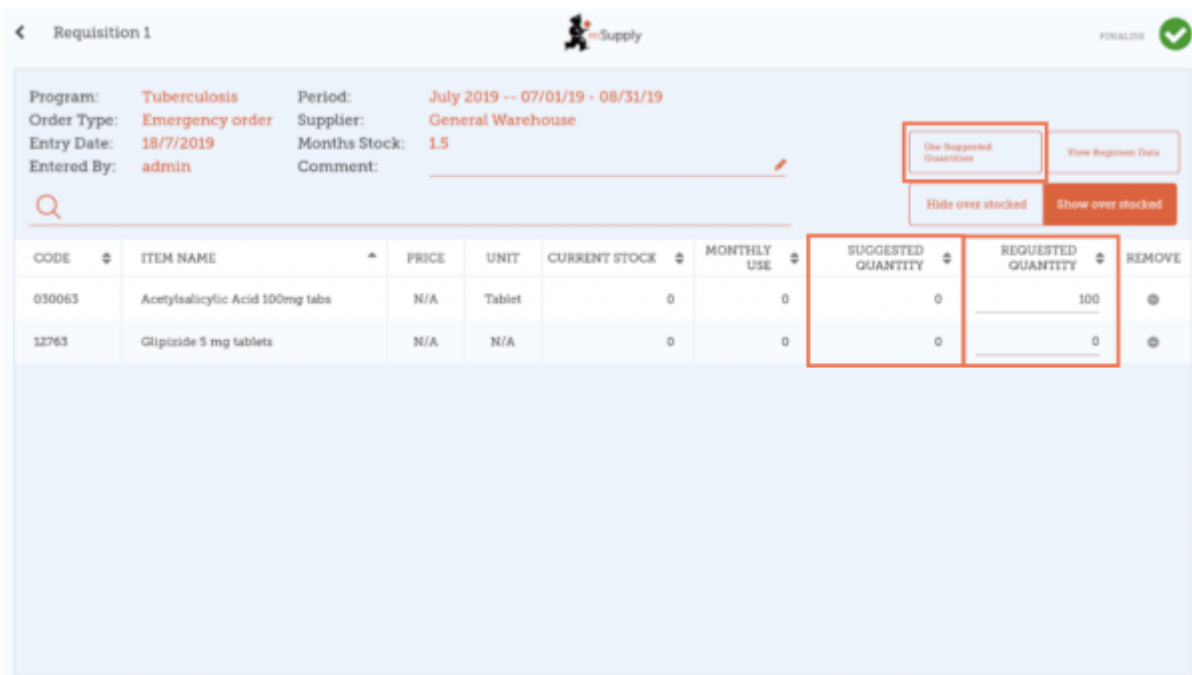 Requisition 1
mSupply
FINALISE
Program: Tuberculosis Period: July 2019 -- 07/01/19 - 08/31/19
Order Type: Emergency order Supplier: General Warehouse
Entry Date: 18/7/2019 Months Stock: 1.5
Entered By: admin Comment:
Use Suggested
Quantities
View Regimen Data
Hide over stocked Show over stocked
CODE ITEM NAME PRICE UNIT CURRENT STOCK MONTHLY USE SUGGESTED QUANTITY REQUESTED QUANTITY REMOVE
030063 Acetylsalicylic Acid 100mg tabs N/A Tablet 0 0 0 100
12763 Glipizide 5 mg tablets N/A N/A 0 0 0 0